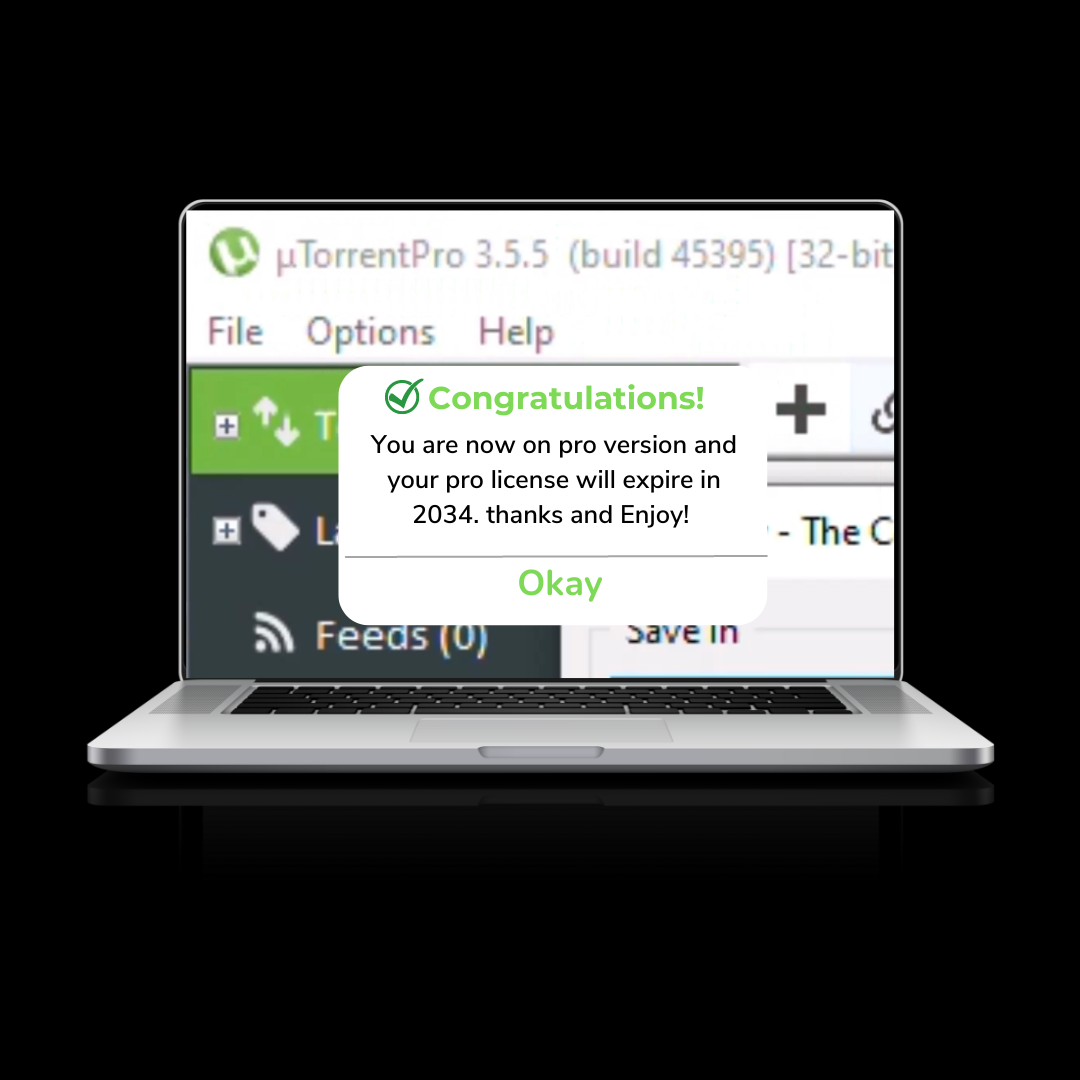 µTorrentPro 3.5.5 (build 45395) [32-bit
File Options Help
Congratulations!
You are now on pro version and
your pro license will expire in
2034. thanks and Enjoy!
- The C
Okay
Feeds (0)
Save In